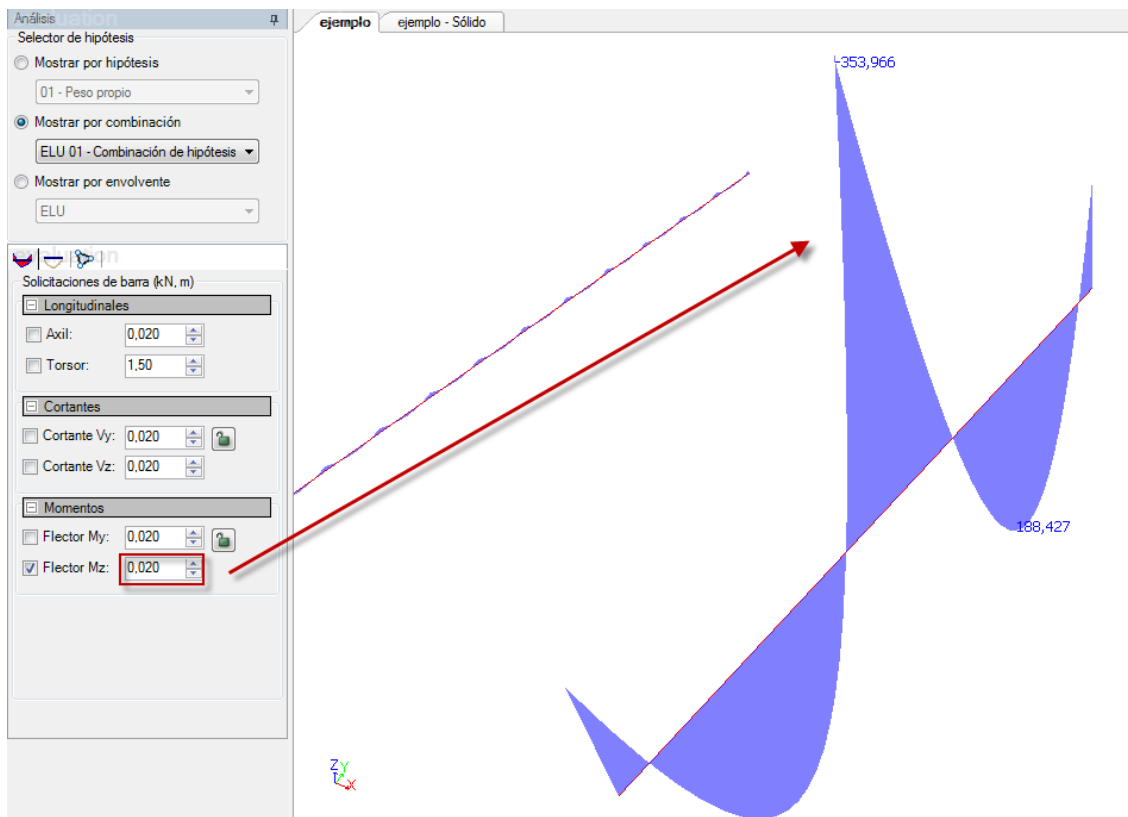 Análisis
evaluation
Selector de hipótesis
Mostrar por hipótesis
01 - Peso propio
Mostrar por combinación
ELU 01 - Combinación de hipótesis
Mostrar por envolvente
ELU
evaluation
Solicitaciones de barra (kN, m)
Longitudinales
Axil: 0,020
Torsor: 1,50
Cortantes
Cortante Vy: 0,020
Cortante Vz: 0,020
Momentos
Flector My: 0,020
Flector Mz: 0,020
ejemplo ejemplo - Sólido
-353,966
188,427
Z Y
X